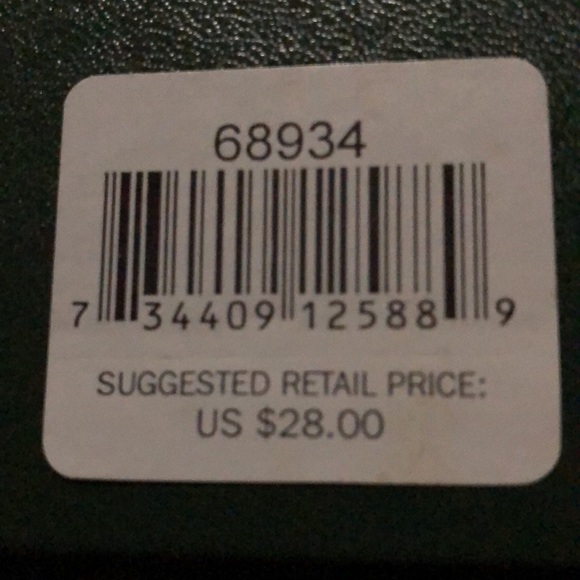 68934
7 34409 12588 9
SUGGESTED RETAIL PRICE:
US $28.00